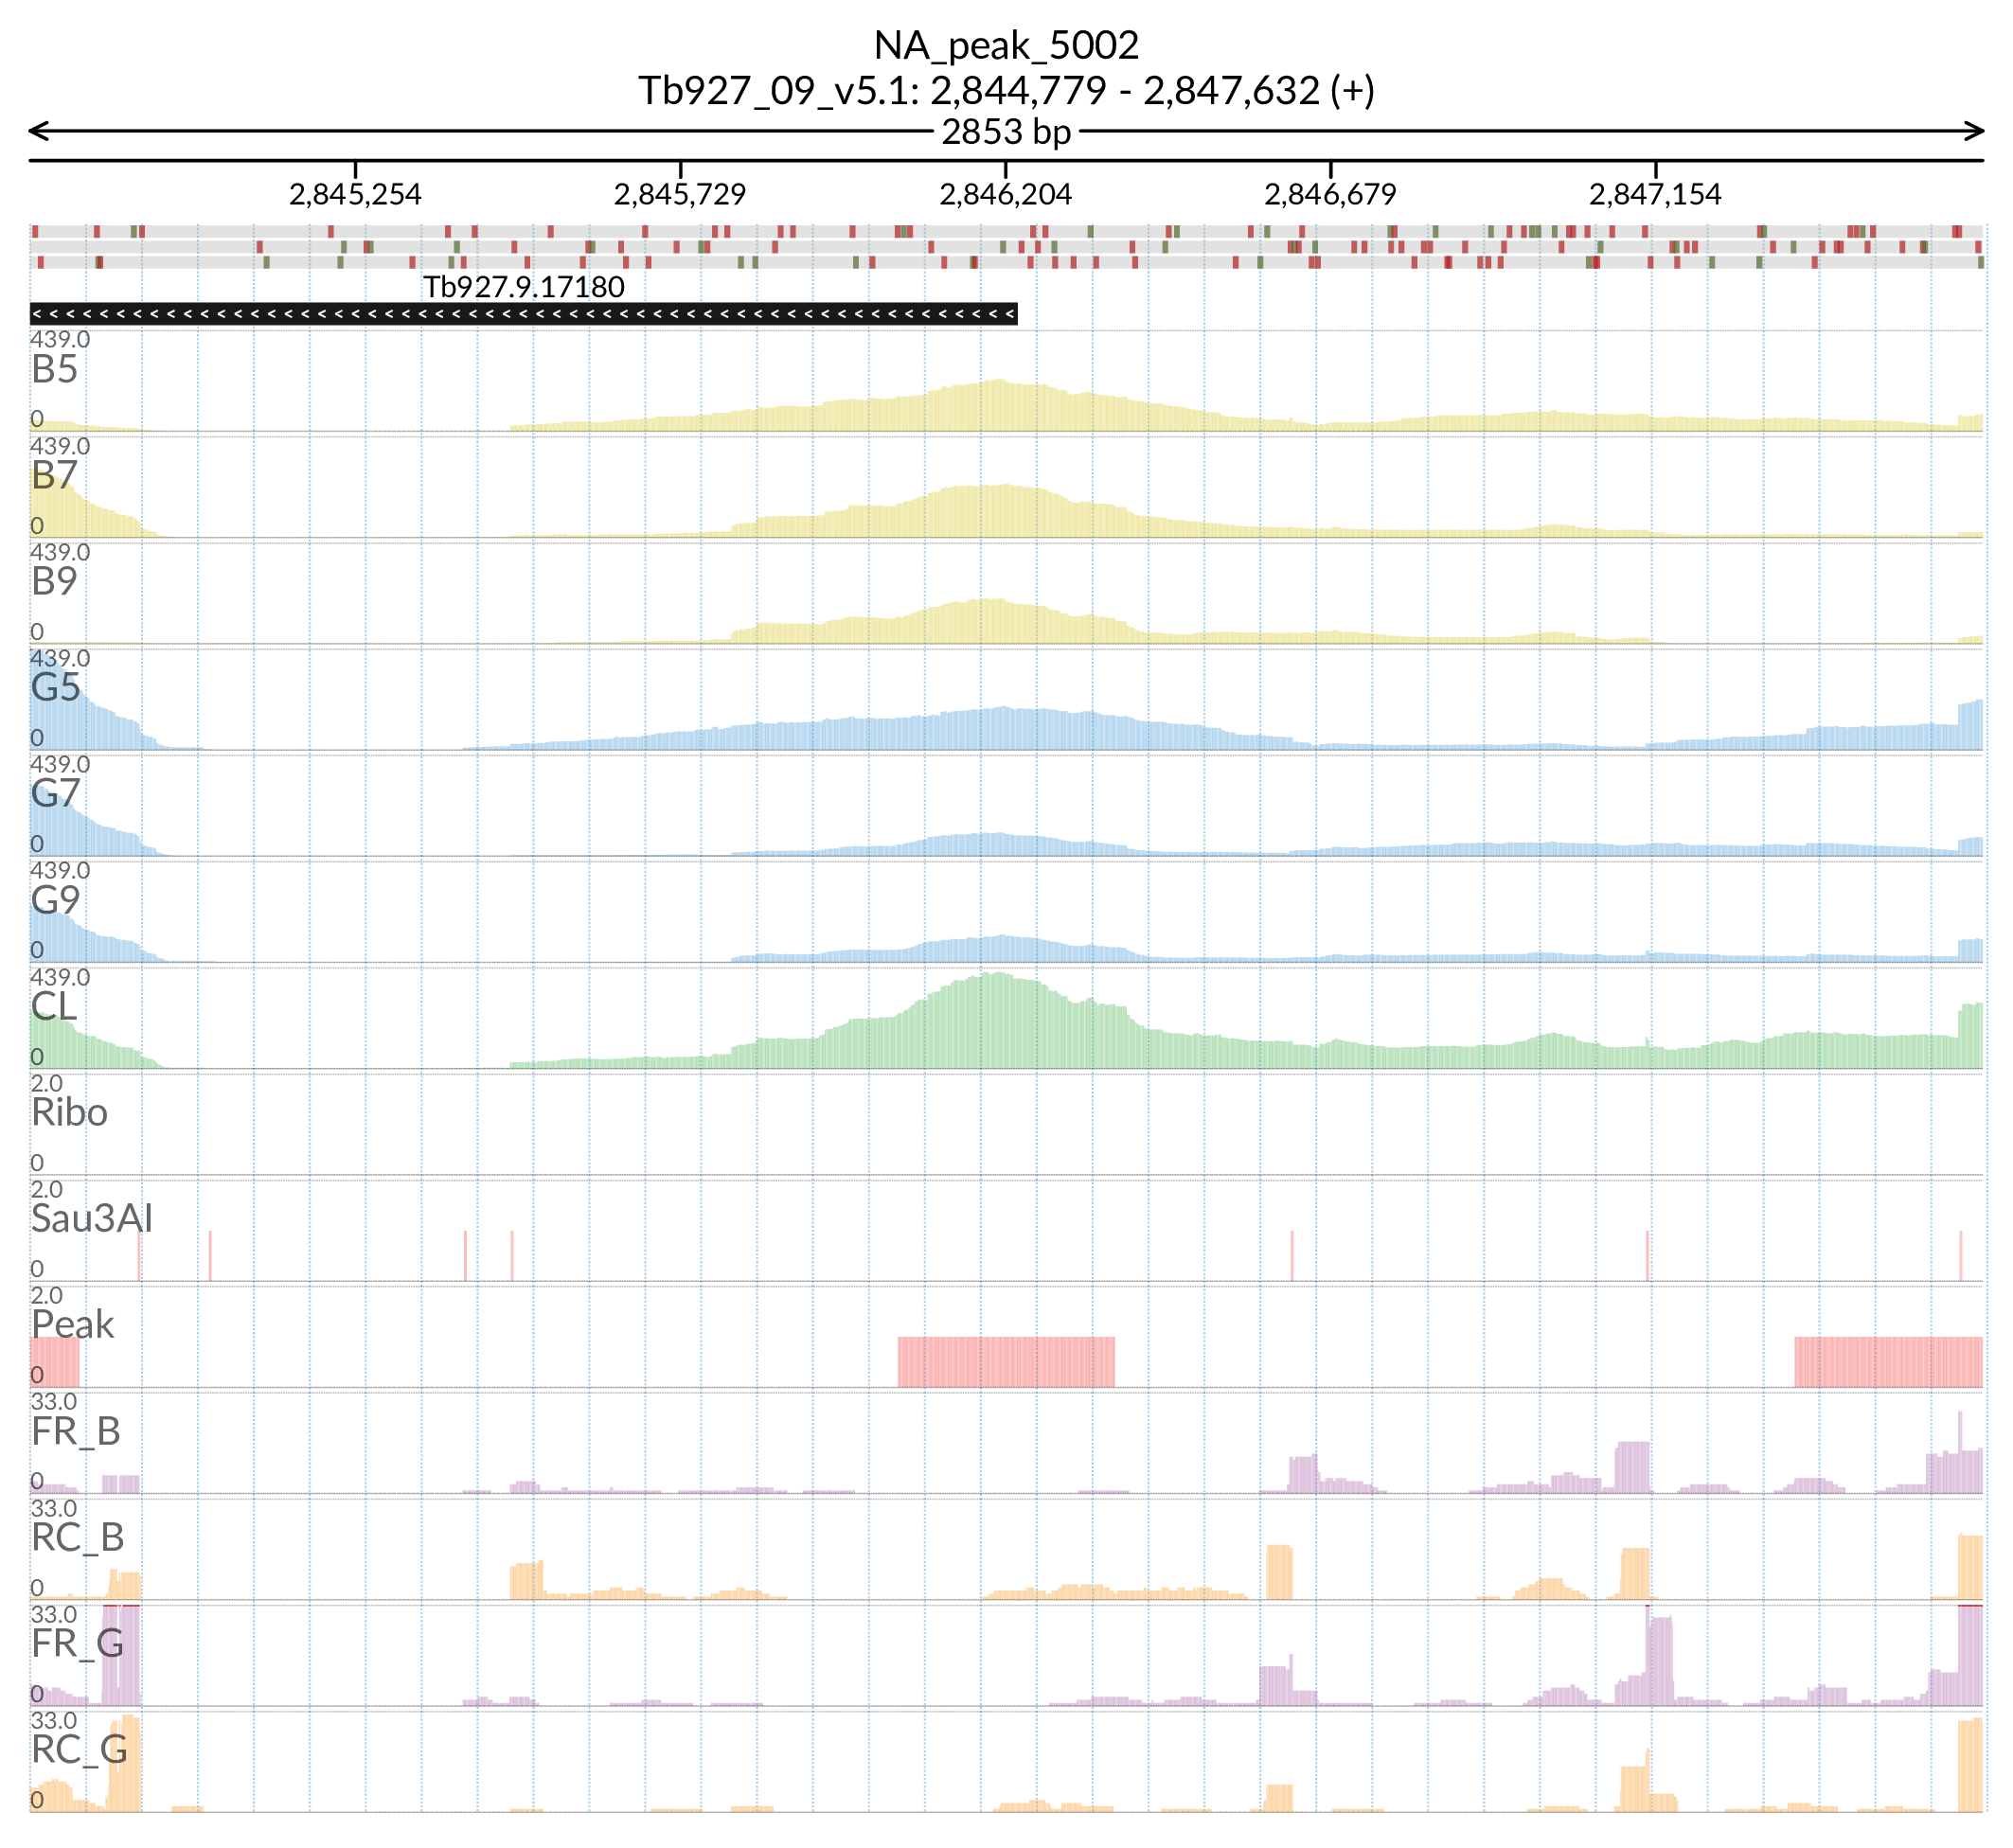 NA_peak_5002
Tb927_09_v5.1: 2,844,779 - 2,847,632 (+)
2853 bp
2,845,254 2,845,729 2,846,204 2,846,679 2,847,154
Tb927.9.17180
439.0
B5
0
439.0
B7
0
439.0
B9
0
439.0
G5
0
439.0
G7
0
439.0
G9
0
439.0
CL
0
2.0
Ribo
0
2.0
Sau3AI
0
2.0
Peak
0
33.0
FR_B
0
33.0
RC_B
0
33.0
FR_G
0
33.0
RC_G
0